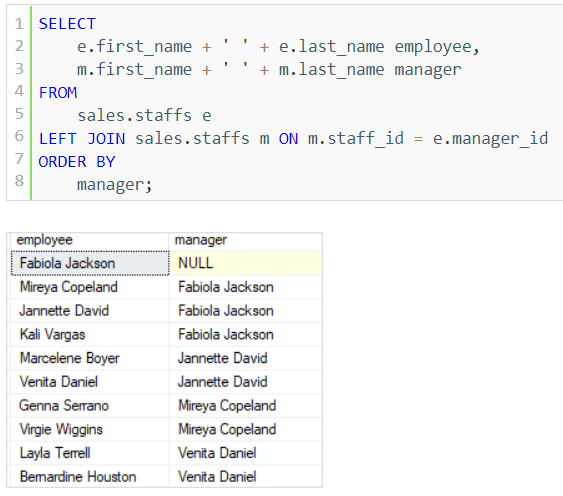 1 SELECT
2     e.first_name + ' ' + e.last_name employee,
3     m.first_name + ' ' + m.last_name manager
4 FROM
5     sales.staffs e
6 LEFT JOIN sales.staffs m ON m.staff_id = e.manager_id
7 ORDER BY
8     manager;
employee manager
Fabiola Jackson NULL
Mireya Copeland Fabiola Jackson
Jannette David Fabiola Jackson
Kali Vargas Fabiola Jackson
Marcelene Boyer Jannette David
Venita Daniel Jannette David
Genna Serrano Mireya Copeland
Virgie Wiggins Mireya Copeland
Layla Terrell Venita Daniel
Bernardine Houston Venita Daniel